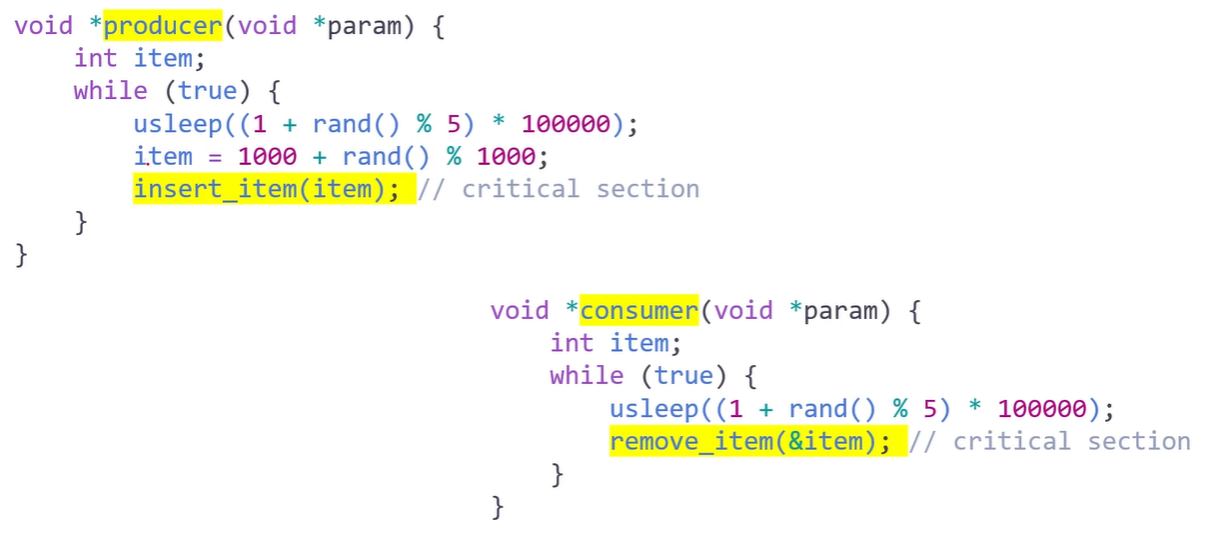 void *producer(void *param) {
    int item;
    while (true) {
        usleep((1 + rand() % 5) * 100000);
        item = 1000 + rand() % 1000;
        insert_item(item); // critical section
    }
}
void *consumer(void *param) {
    int item;
    while (true) {
        usleep((1 + rand() % 5) * 100000);
        remove_item(&item); // critical section
    }
}